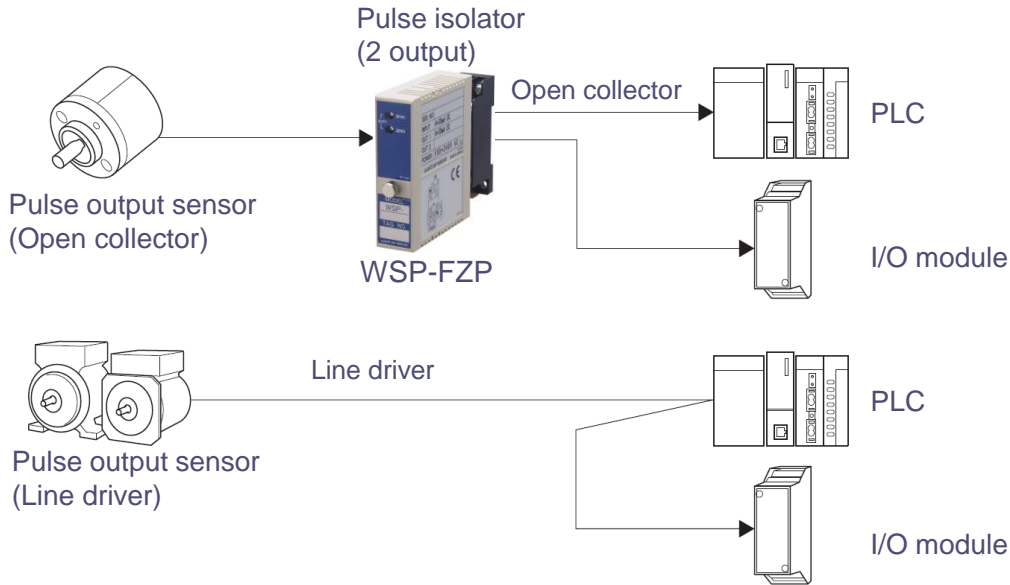 Pulse isolator
(2 output)
Open collector
PLC
Pulse output sensor
(Open collector)
WSP-FZP
I/O module
Line driver
PLC
Pulse output sensor
(Line driver)
I/O module